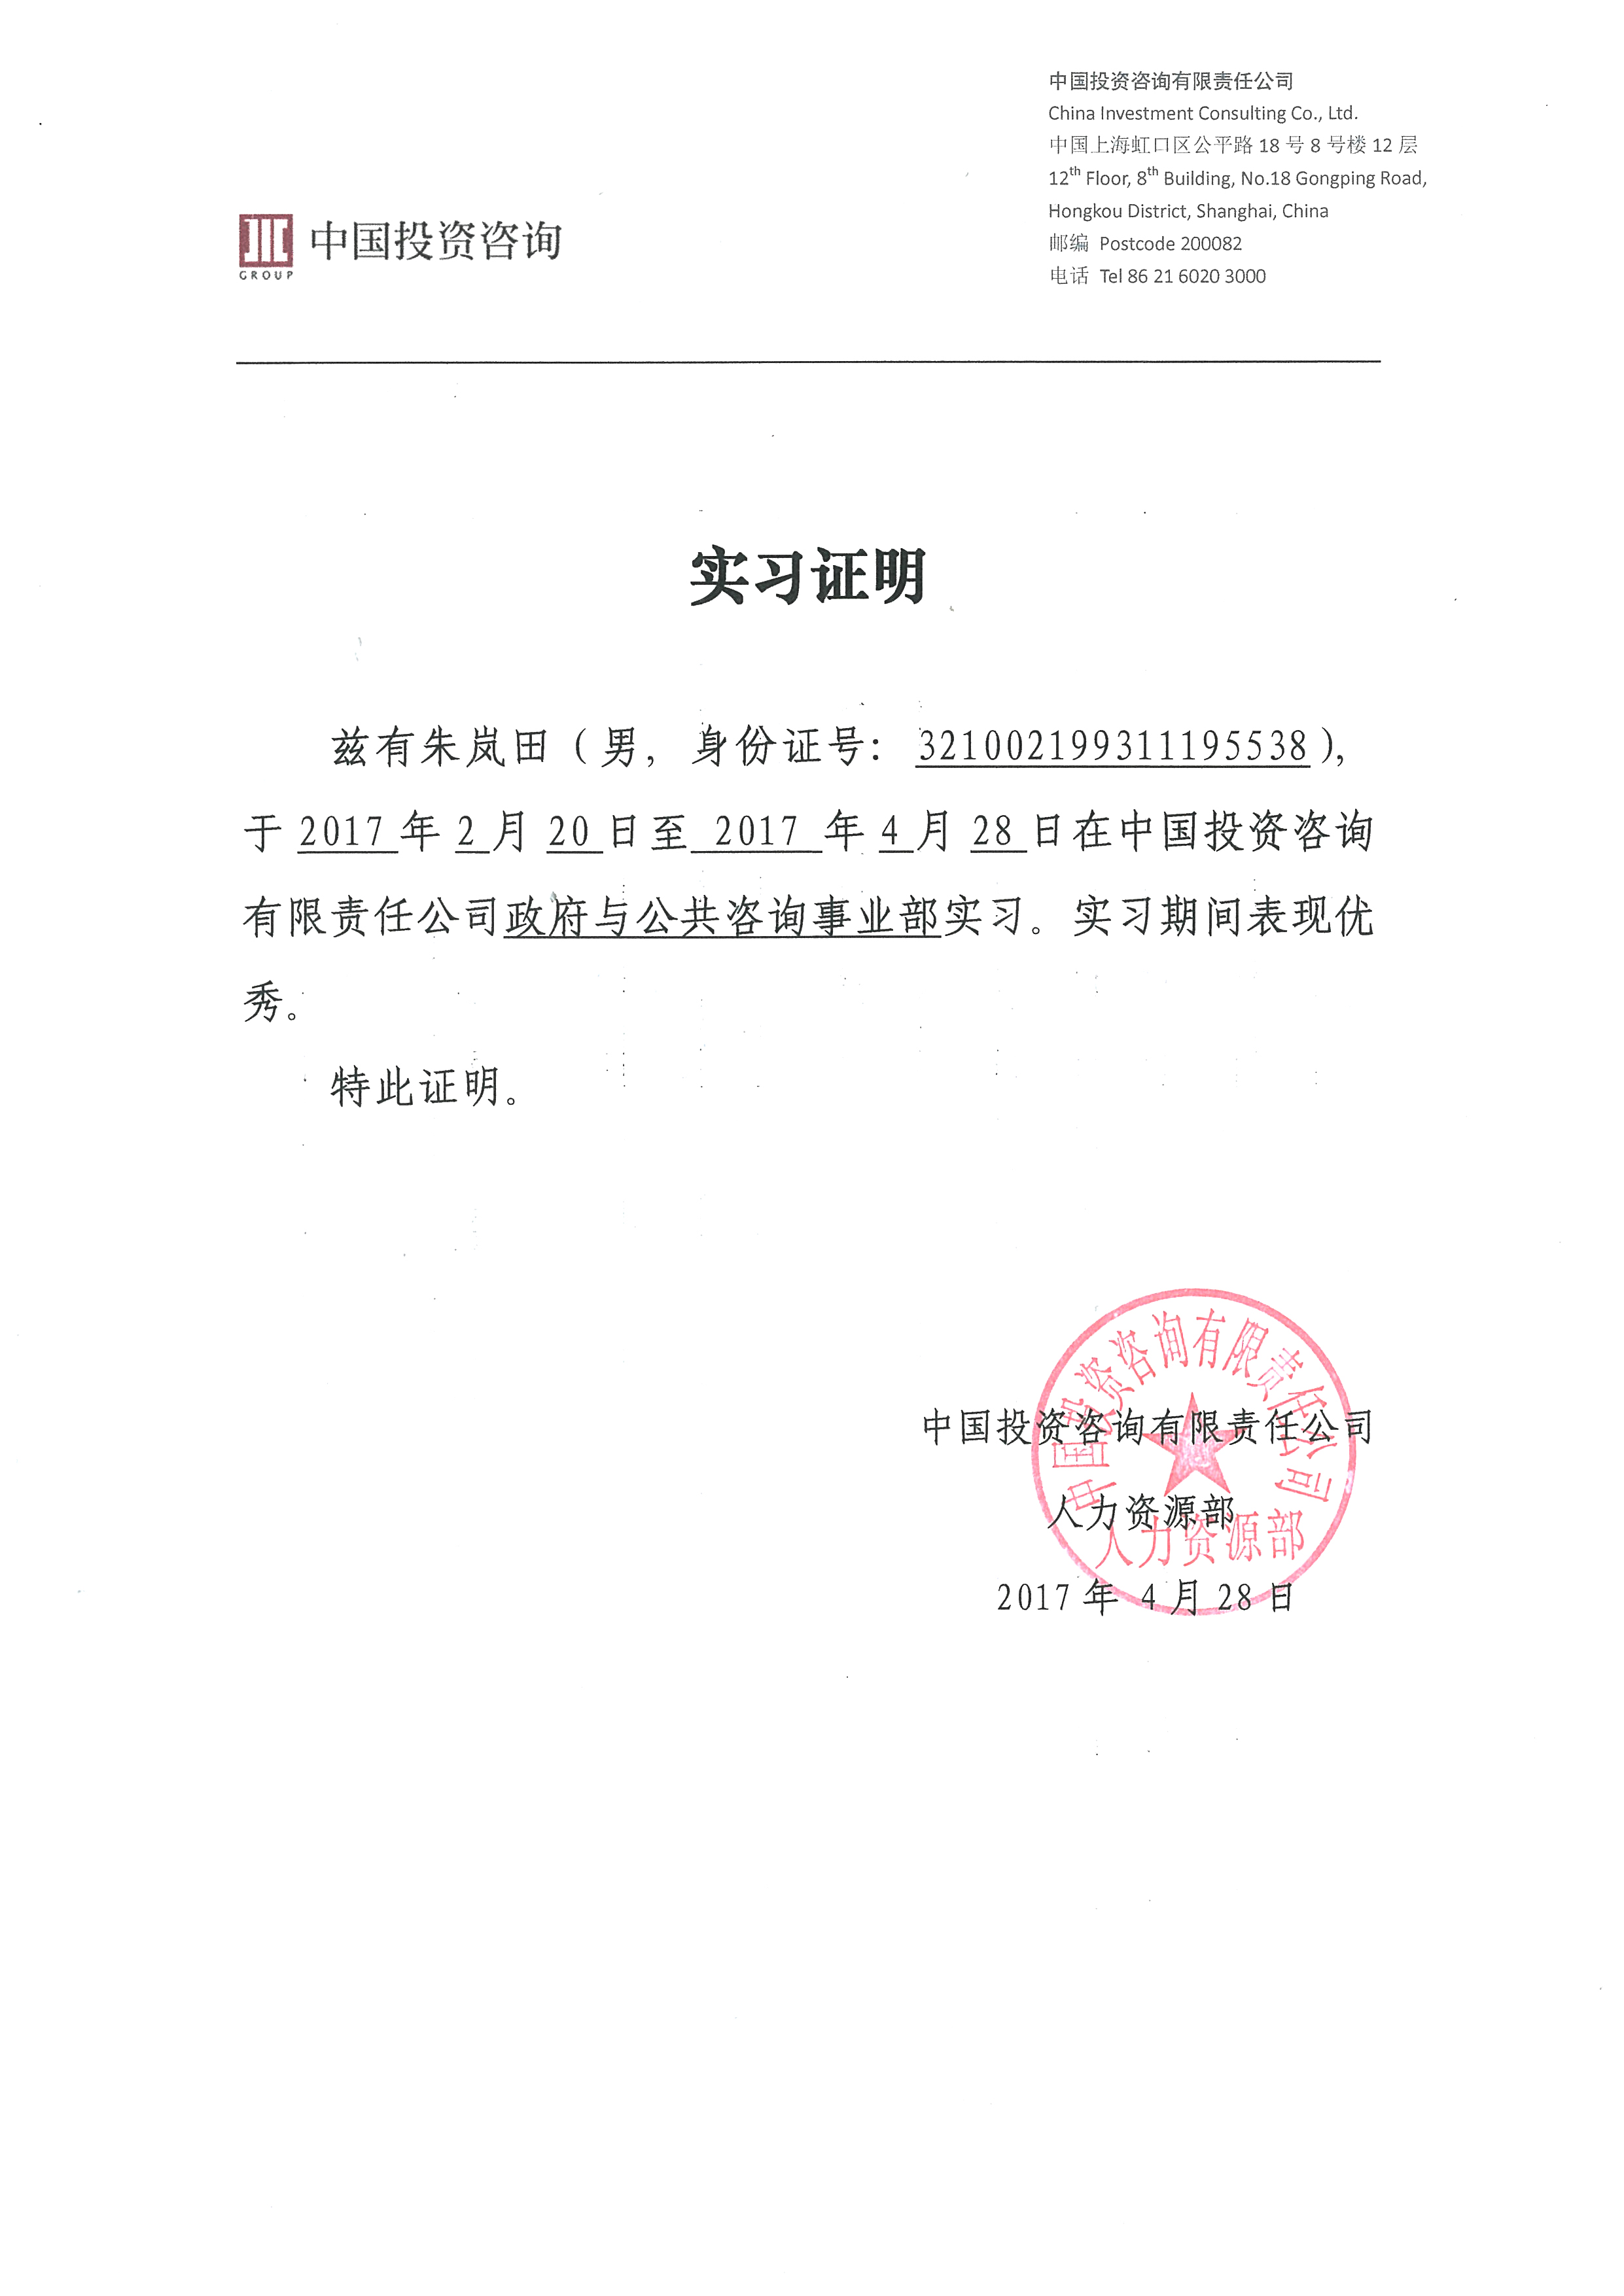 中国投资咨询有限责任公司
China Investment Consulting Co., Ltd.
中国上海虹口区公平路 18 号 8 号楼 12 层
12th Floor, 8th Building, No.18 Gongping Road,
Hongkou District, Shanghai, China
邮编 Postcode 200082
电话 Tel 86 21 6020 3000
中国投资咨询
GROUP
实习证明
兹有朱岚田（男，身份证号：321002199311195538），
于 2017 年 2 月 20 日至 2017 年 4 月 28 日在中国投资咨询
有限责任公司政府与公共咨询事业部实习。实习期间表现优
秀。
特此证明。
中国投资咨询有限责任公司
人力资源部
2017 年 4 月 28 日
中国投资咨询有限责任公司
人力资源部